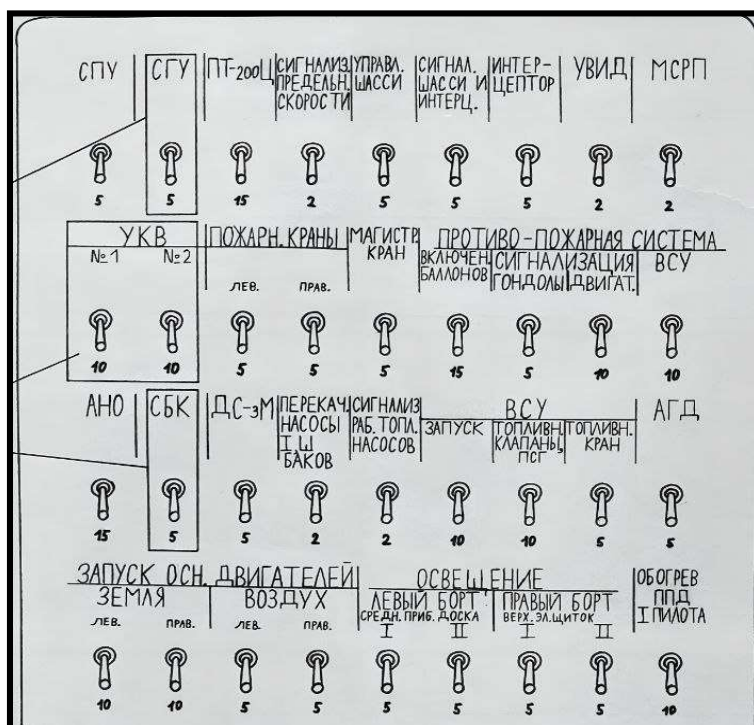 СПУ СГУ ПТ-200Ц СИГНАЛИЗ. ПРЕДЕЛЬН. СКОРОСТИ УПРАВЛ. ШАССИ СИГНАЛ. ШАССИ И ИНТЕРЦ. ИНТЕР-ЦЕПТОР УВИД МСРП
5 5 15 2 5 5 5 2 2
УКВ ПОЖАРН. КРАНЫ МАГИСТР. КРАН ПРОТИВО-ПОЖАРНАЯ СИСТЕМА
№1 №2 ЛЕВ. ПРАВ. ВКЛЮЧЕН. БАЛЛОНОВ СИГНАЛИЗАЦИЯ ГОНДОЛЫ ДВИГАТ. ВСУ
10 10 5 5 5 15 5 10 10
АНО СБК ДС-3М ПЕРЕКАЧ. НАСОСЫ I, III БАКОВ СИГНАЛИЗ РАБ. ТОПЛ. НАСОСОВ ВСУ АГД
ЗАПУСК ТОПЛИВН. КЛАПАНЫ, ПСГ ТОПЛИВН. КРАН
15 5 5 2 2 10 10 5 5
ЗАПУСК ОСН. ДВИГАТЕЛЕЙ ОСВЕЩЕНИЕ ОБОГРЕВ ППД I ПИЛОТА
ЗЕМЛЯ ВОЗДУХ ЛЕВЫЙ БОРТ ПРАВЫЙ БОРТ
ЛЕВ. ПРАВ. ЛЕВ. ПРАВ. СРЕДН. ПРИБ. ДОСКА ВЕРХ. ЭЛ.ЩИТОК
I II I II
10 10 5 5 5 5 5 5 10